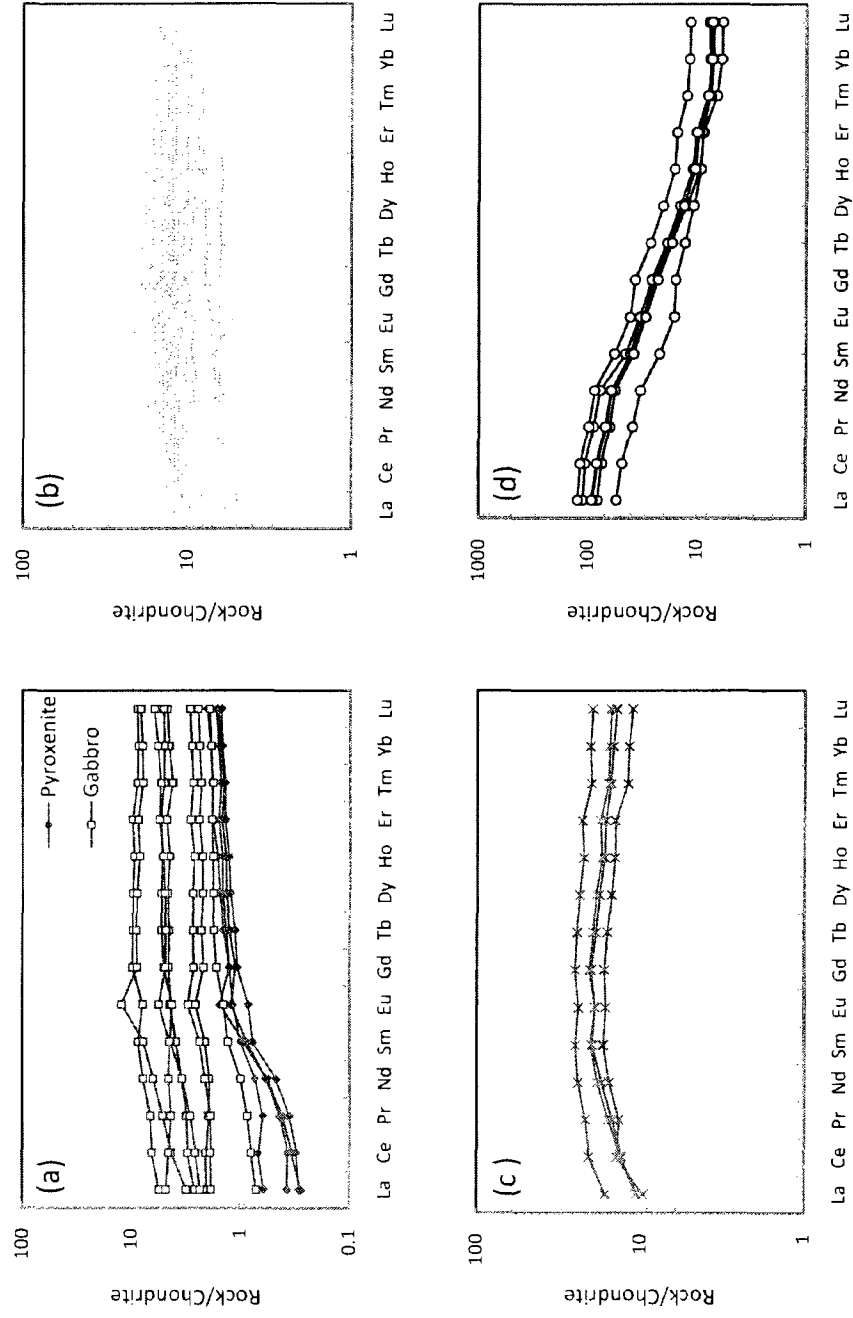 (a)
Pyroxenite
Gabbro
Rock/Chondrite
10
1
0.1
La Ce Pr Nd Sm Eu Gd Tb Dy Ho Er Tm Yb Lu
(b)
Rock/Chondrite
100
10
1
La Ce Pr Nd Sm Eu Gd Tb Dy Ho Er Tm Yb Lu
(c)
Rock/Chondrite
100
10
1
La Ce Pr Nd Sm Eu Gd Tb Dy Ho Er Tm Yb Lu
(d)
Rock/Chondrite
1000
100
10
1
La Ce Pr Nd Sm Eu Gd Tb Dy Ho Er Tm Yb Lu